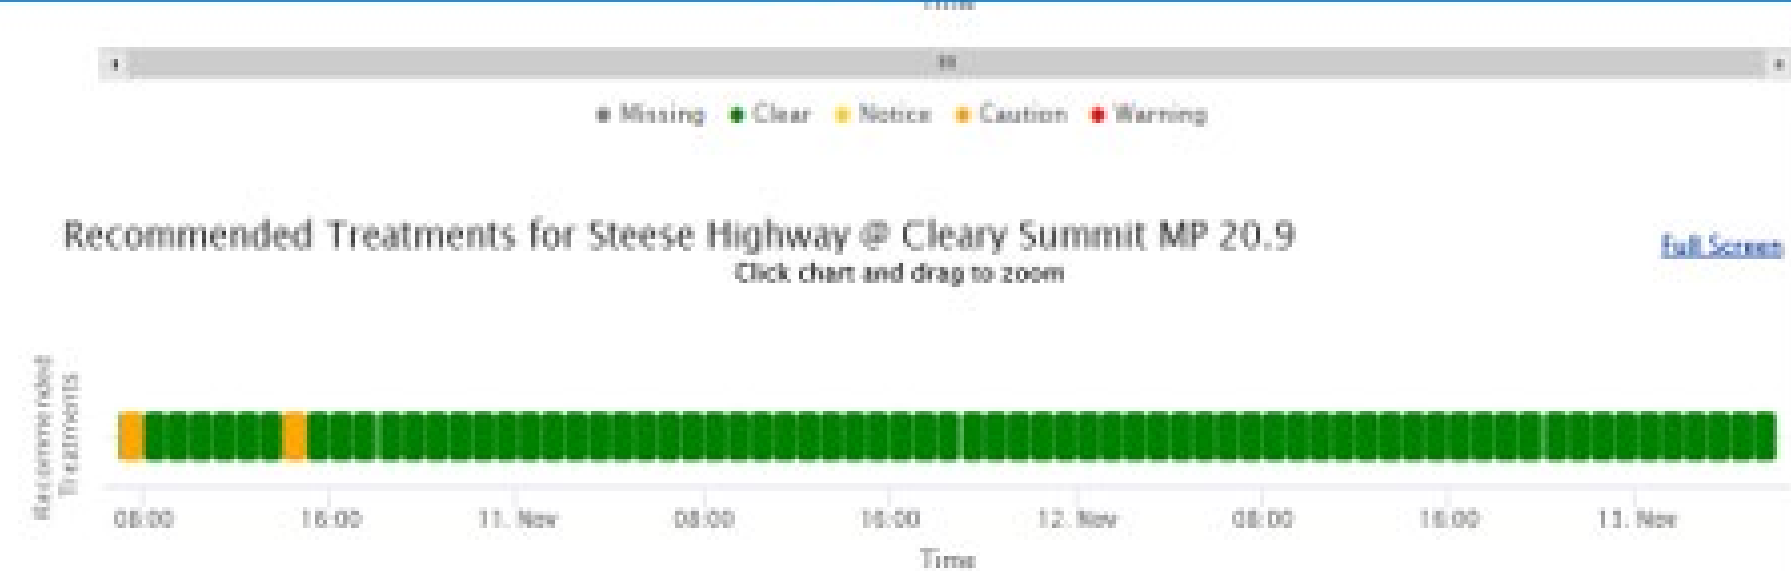 Missing Clear Notice Caution Warning
Recommended Treatments for Steese Highway @ Cleary Summit MP 20.9
Full Screen
Click chart and drag to zoom
Recommended
Treatments
08:00 16:00 11. Nov 08:00 16:00 12. Nov 08:00 16:00 13. Nov
Time